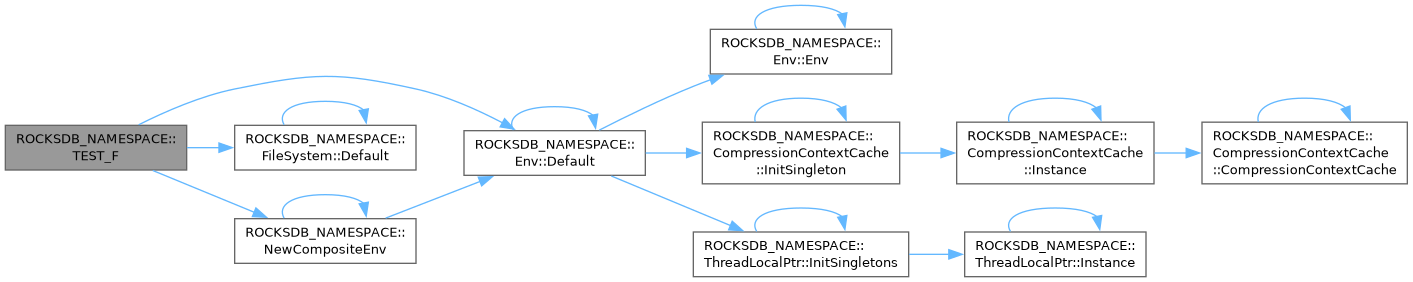 ROCKSDB_NAMESPACE::
TEST_F
ROCKSDB_NAMESPACE::
FileSystem::Default
ROCKSDB_NAMESPACE::
NewCompositeEnv
ROCKSDB_NAMESPACE::
Env::Default
ROCKSDB_NAMESPACE::
Env::Env
ROCKSDB_NAMESPACE::
CompressionContextCache
::InitSingleton
ROCKSDB_NAMESPACE::
ThreadLocalPtr::InitSingletons
ROCKSDB_NAMESPACE::
CompressionContextCache
::Instance
ROCKSDB_NAMESPACE::
ThreadLocalPtr::Instance
ROCKSDB_NAMESPACE::
CompressionContextCache
::CompressionContextCache